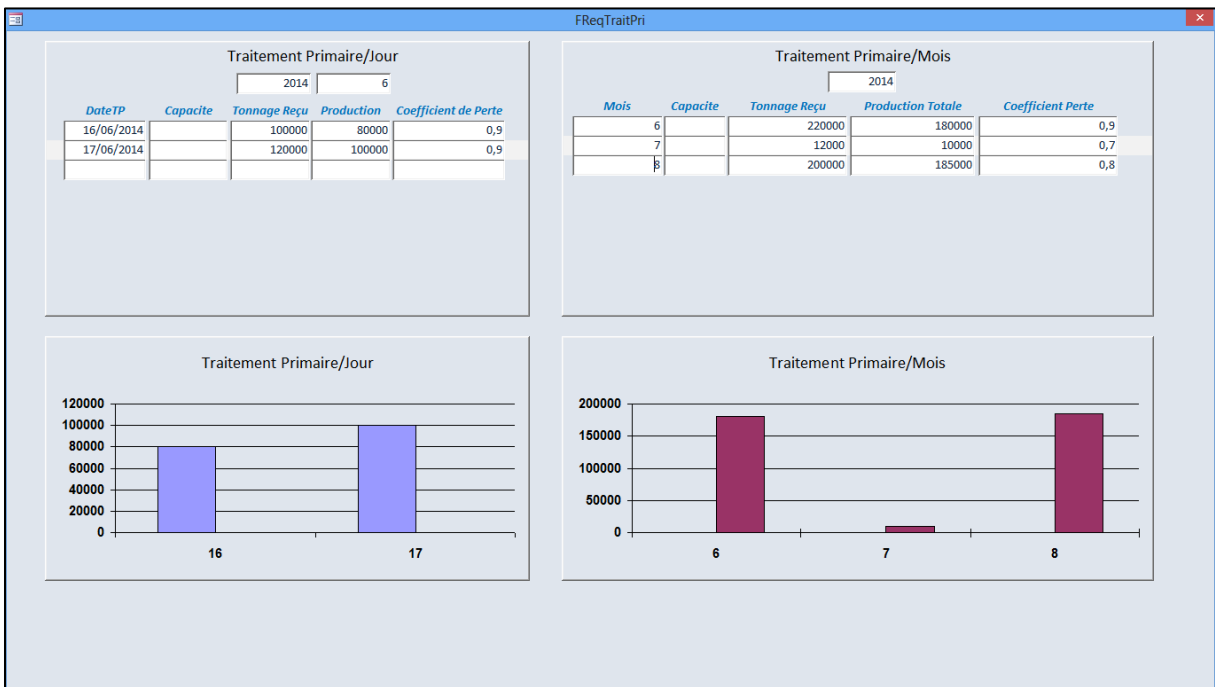 FReqTraitPri
Traitement Primaire/Jour
2014 6
DateTP Capacite Tonnage Reçu Production Coefficient de Perte
16/06/2014 100000 80000 0,9
17/06/2014 120000 100000 0,9
Traitement Primaire/Mois
2014
Mois Capacite Tonnage Reçu Production Totale Coefficient Perte
6 220000 180000 0,9
7 12000 10000 0,7
8 200000 185000 0,8
Traitement Primaire/Jour
120000
100000
80000
60000
40000
20000
0
16 17
Traitement Primaire/Mois
200000
150000
100000
50000
0
6 7 8